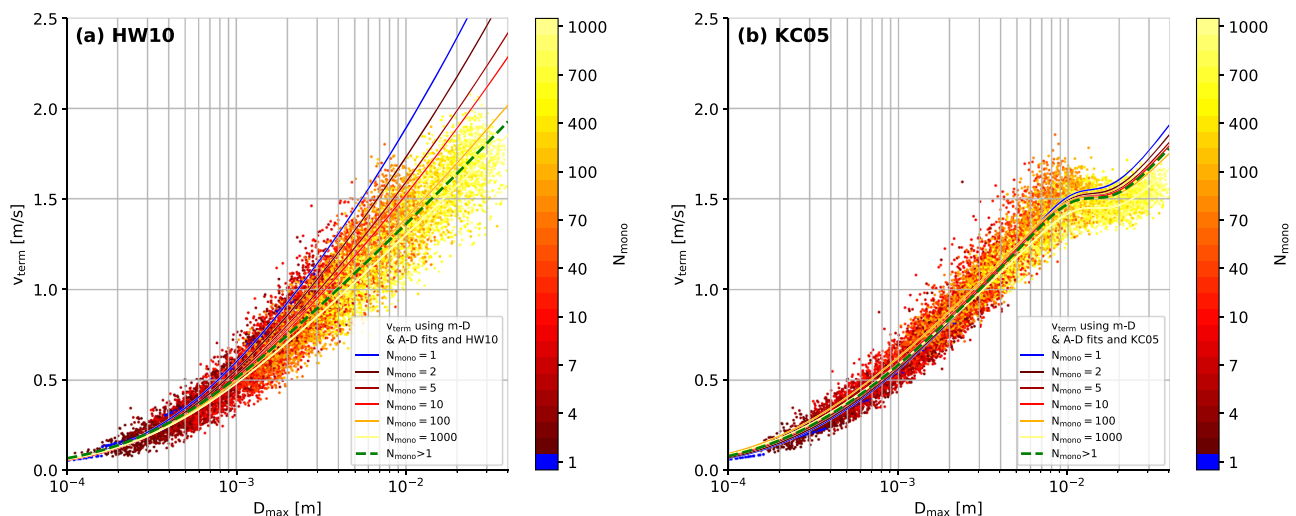 (a) HW10
v_term [m/s]
2.5
2.0
1.5
1.0
0.5
0.0
10^−4
10^−3
10^−2
D_max [m]
v_term using m-D
& A-D fits and HW10
N_mono = 1
N_mono = 2
N_mono = 5
N_mono = 10
N_mono = 100
N_mono = 1000
N_mono>1
1000
700
400
100
70
40
10
7
4
1
N_mono
(b) KC05
v_term [m/s]
2.5
2.0
1.5
1.0
0.5
0.0
10^−4
10^−3
10^−2
D_max [m]
v_term using m-D
& A-D fits and KC05
N_mono = 1
N_mono = 2
N_mono = 5
N_mono = 10
N_mono = 100
N_mono = 1000
N_mono>1
1000
700
400
100
70
40
10
7
4
1
N_mono